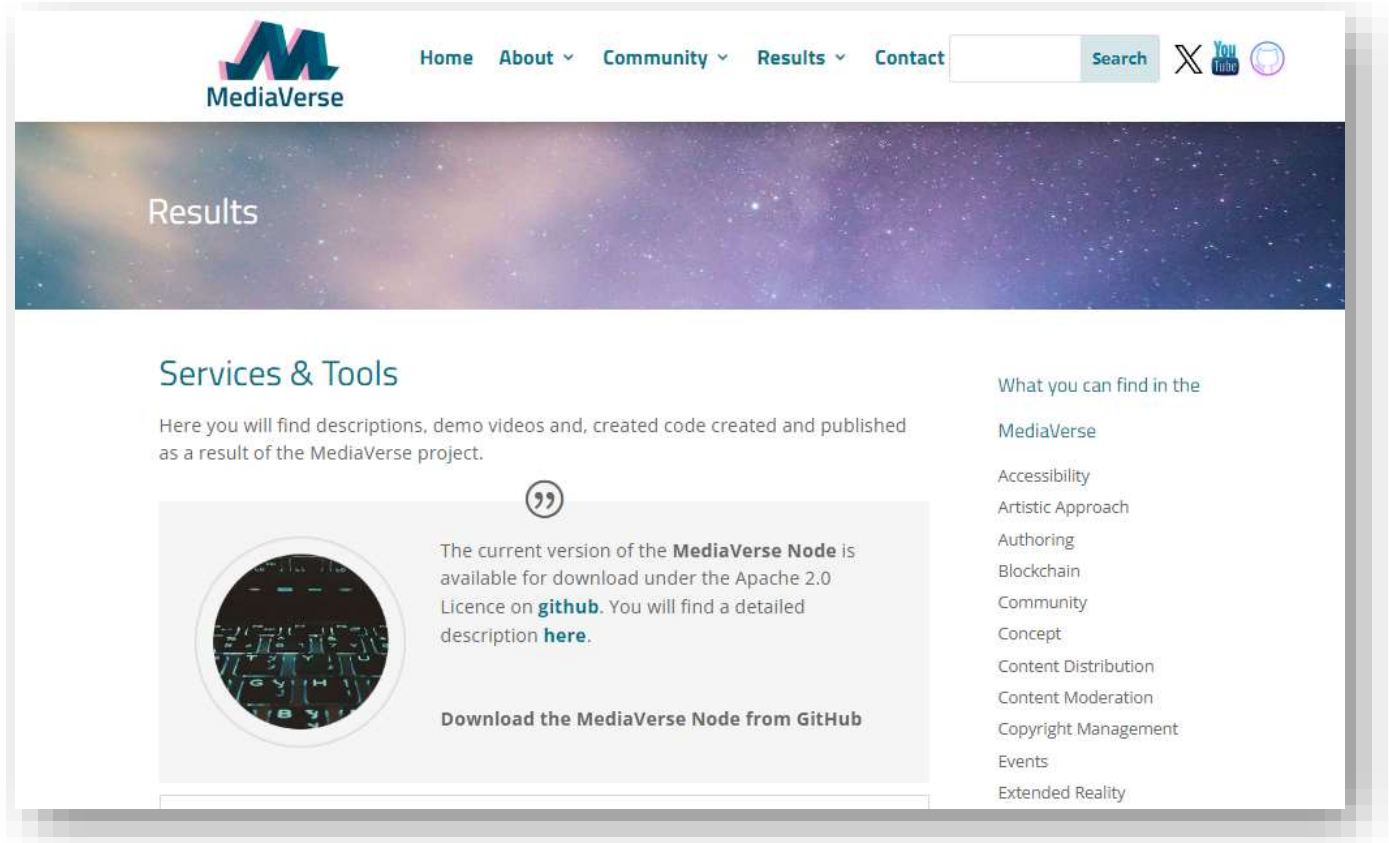 MediaVerse
Home About Community Results Contact
Search
X You Tube
Results
Services & Tools
Here you will find descriptions, demo videos and, created code created and published
as a result of the MediaVerse project.
The current version of the MediaVerse Node is
available for download under the Apache 2.0
Licence on github. You will find a detailed
description here.
Download the MediaVerse Node from GitHub
What you can find in the
MediaVerse
Accessibility
Artistic Approach
Authoring
Blockchain
Community
Concept
Content Distribution
Content Moderation
Copyright Management
Events
Extended Reality